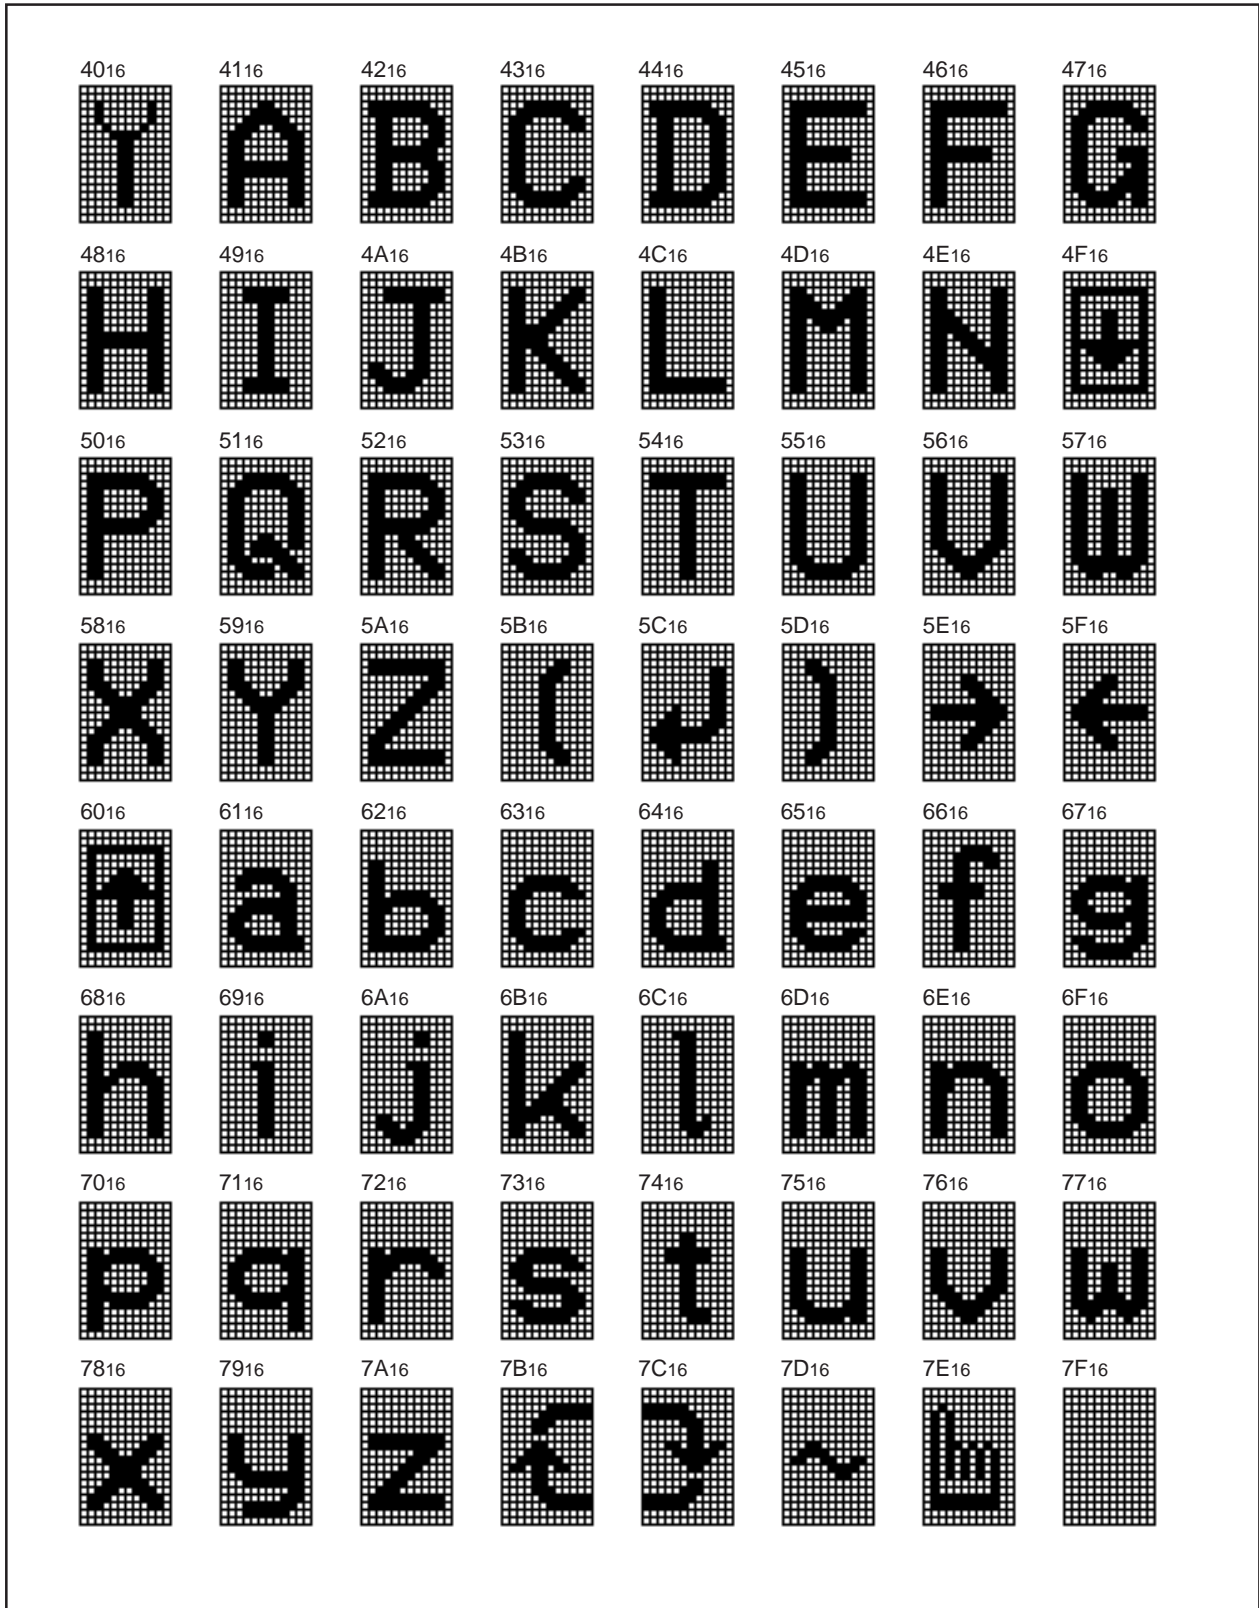 4016 4116 4216 4316 4416 4516 4616 4716
Y A B C D E F G
4816 4916 4A16 4B16 4C16 4D16 4E16 4F16
H I J K L M N
5016 5116 5216 5316 5416 5516 5616 5716
P Q R S T U V W
5816 5916 5A16 5B16 5C16 5D16 5E16 5F16
X Y Z ( ↲ ) → ←
6016 6116 6216 6316 6416 6516 6616 6716
a b c d e f g
6816 6916 6A16 6B16 6C16 6D16 6E16 6F16
h i j k l m n o
7016 7116 7216 7316 7416 7516 7616 7716
p q r s t u v w
7816 7916 7A16 7B16 7C16 7D16 7E16 7F16
x y z ~